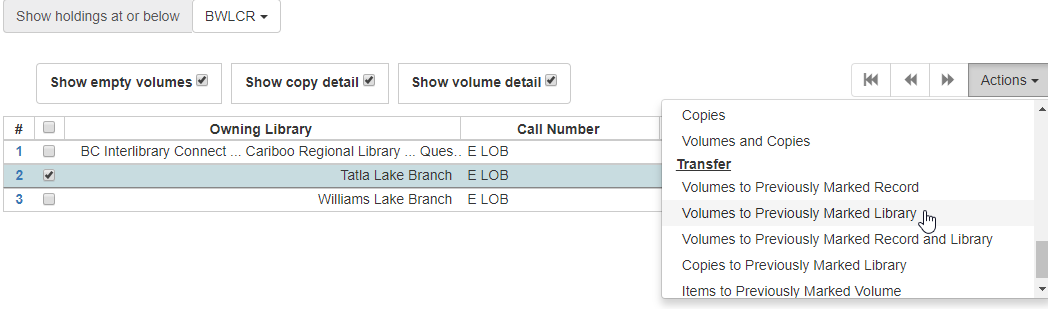 Show holdings at or below BWLCR
Show empty volumes Show copy detail Show volume detail Actions
# Owning Library Call Number
1 BC Interlibrary Connect ... Cariboo Regional Library ... Ques.. E LOB
2 Tatla Lake Branch E LOB
3 Williams Lake Branch E LOB
Copies
Volumes and Copies
Transfer
Volumes to Previously Marked Record
Volumes to Previously Marked Library
Volumes to Previously Marked Record and Library
Copies to Previously Marked Library
Items to Previously Marked Volume